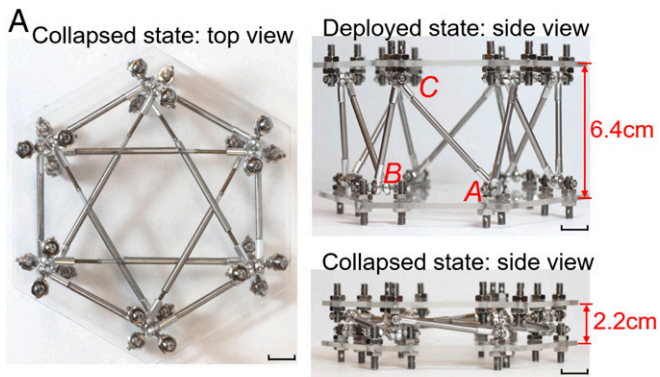 A
Collapsed state: top view
Deployed state: side view
C
B
A
6.4cm
Collapsed state: side view
2.2cm